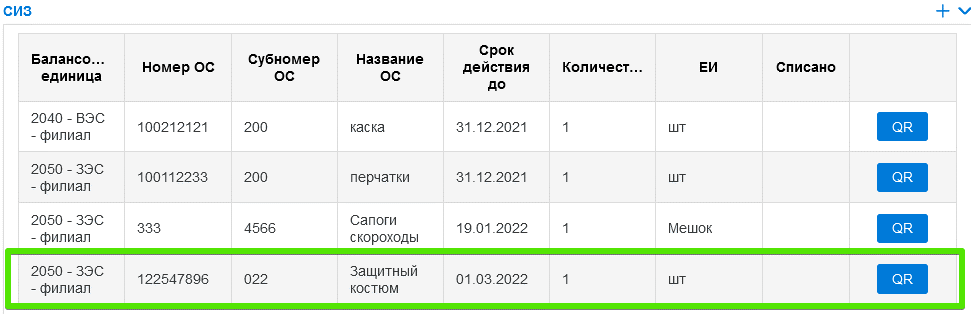 СИЗ
Балансо... единица Номер ОС Субномер ОС Название ОС Срок действия до Количест... ЕИ Списано
2040 - ВЭС - филиал 100212121 200 каска 31.12.2021 1 шт QR
2050 - ЗЭС - филиал 100112233 200 перчатки 31.12.2021 1 шт QR
2050 - ЗЭС - филиал 333 4566 Сапоги скороходы 19.01.2022 1 Мешок QR
2050 - ЗЭС - филиал 122547896 022 Защитный костюм 01.03.2022 1 шт QR